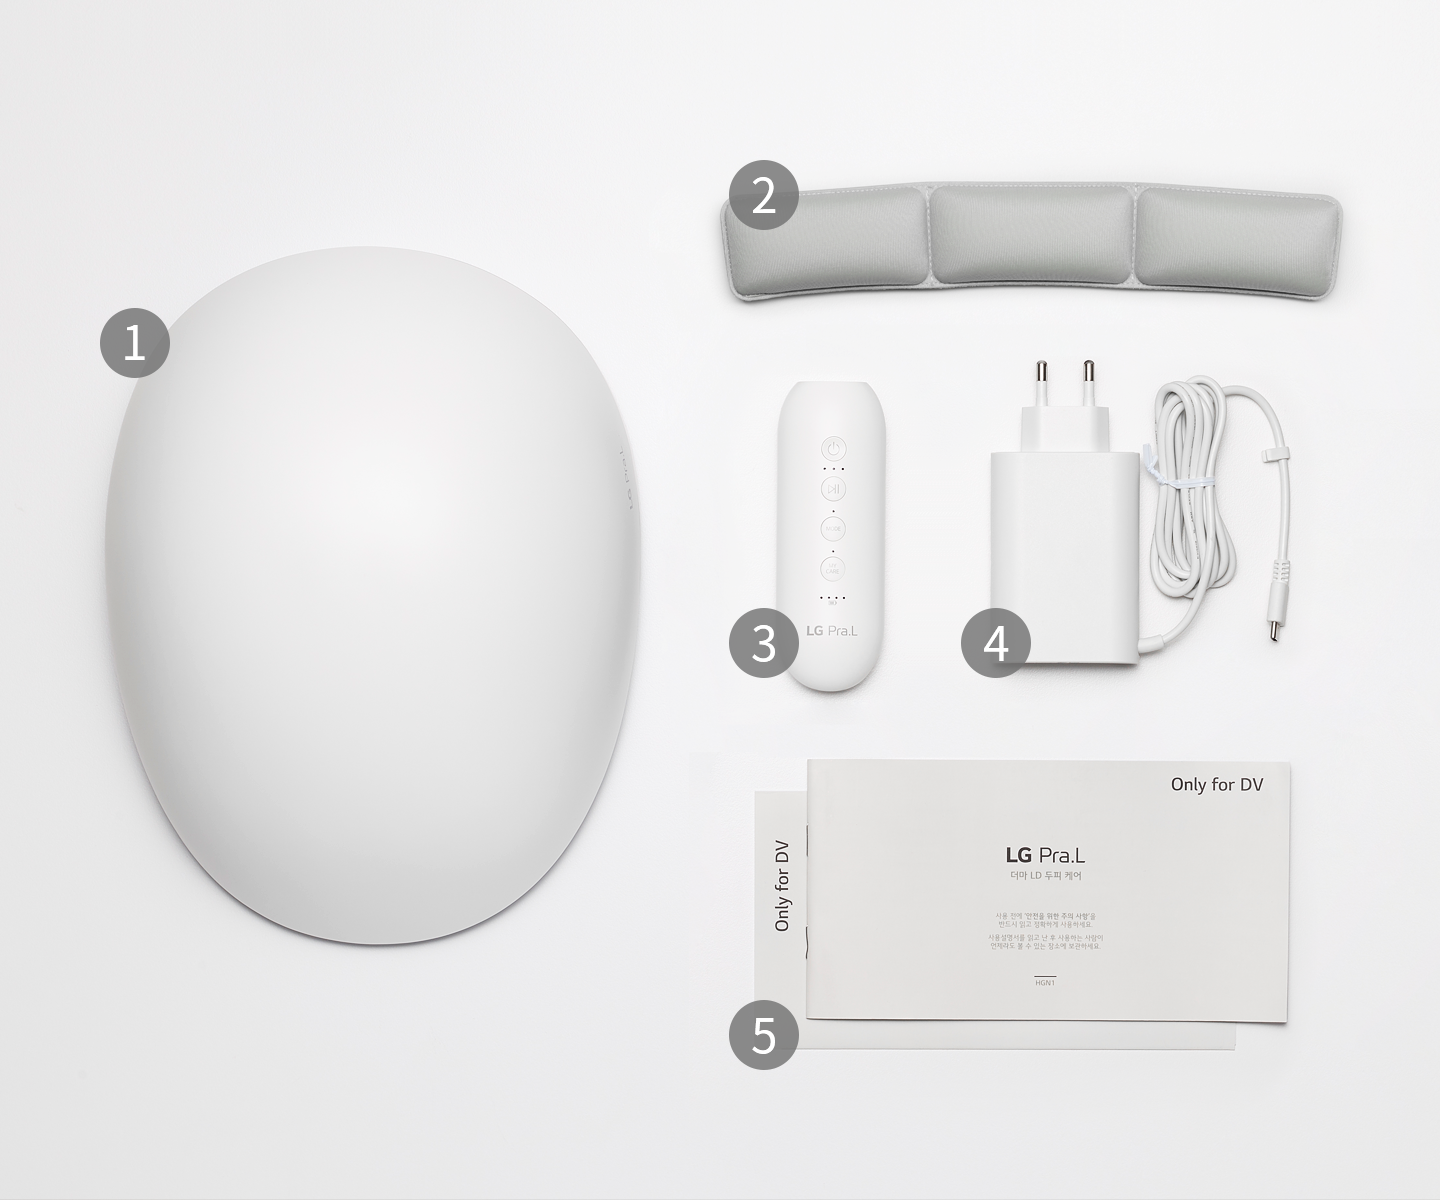 1
2
3
LG Pra.L
4
Only for DV
Only for DV
LG Pra.L
더마 LD 두피 케어
사용 전에 '안전을 위한 주의 사항'을
반드시 읽고 정확하게 사용하세요.
사용설명서를 읽고 난 후 사용하는 사람이
언제라도 볼 수 있는 장소에 보관하세요.
HGN1
5